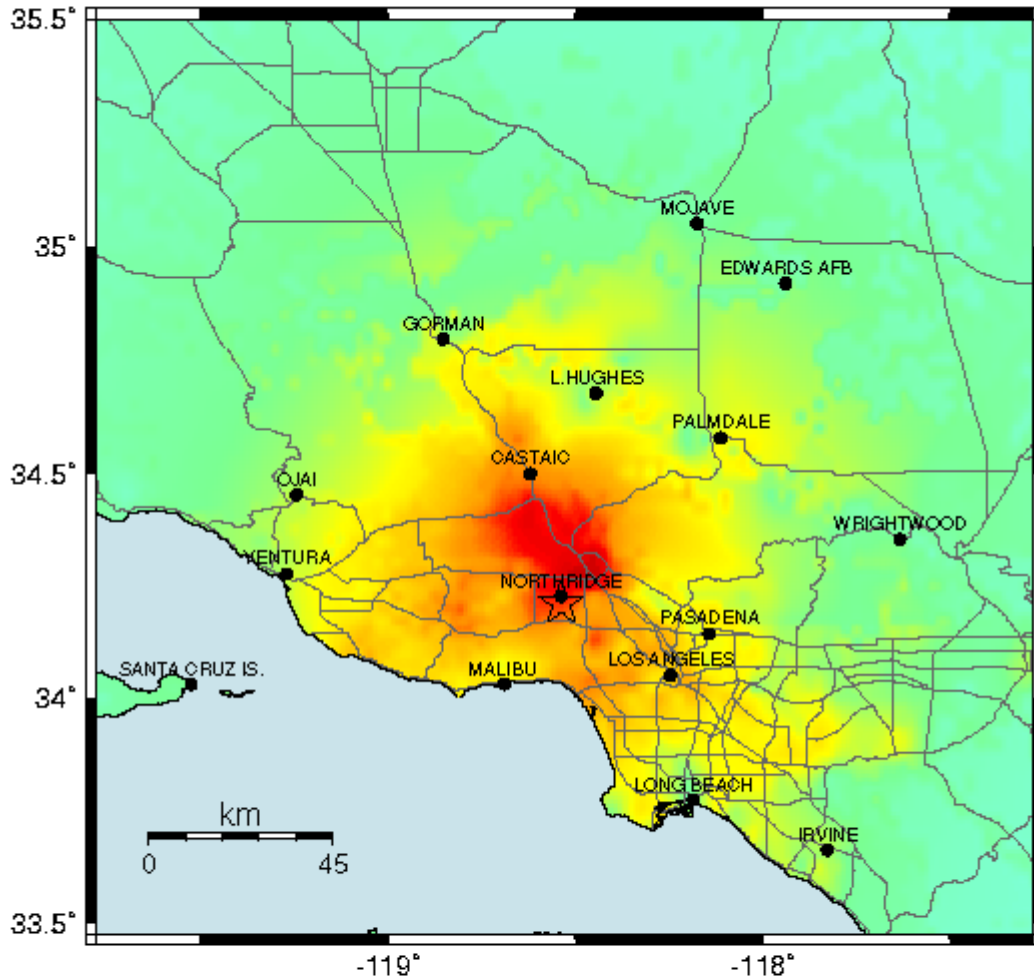 35.5°
MOJAVE
35°
EDWARDS AFB
GORMAN
L.HUGHES
PALMDALE
CASTAIC
34.5°
OJAI
WRIGHTWOOD
VENTURA
NORTHRIDGE
PASADENA
LOS ANGELES
SANTA CRUZ IS.
MALIBU
34°
LONG BEACH
km
0 45
IRVINE
33.5°
-119° -118°